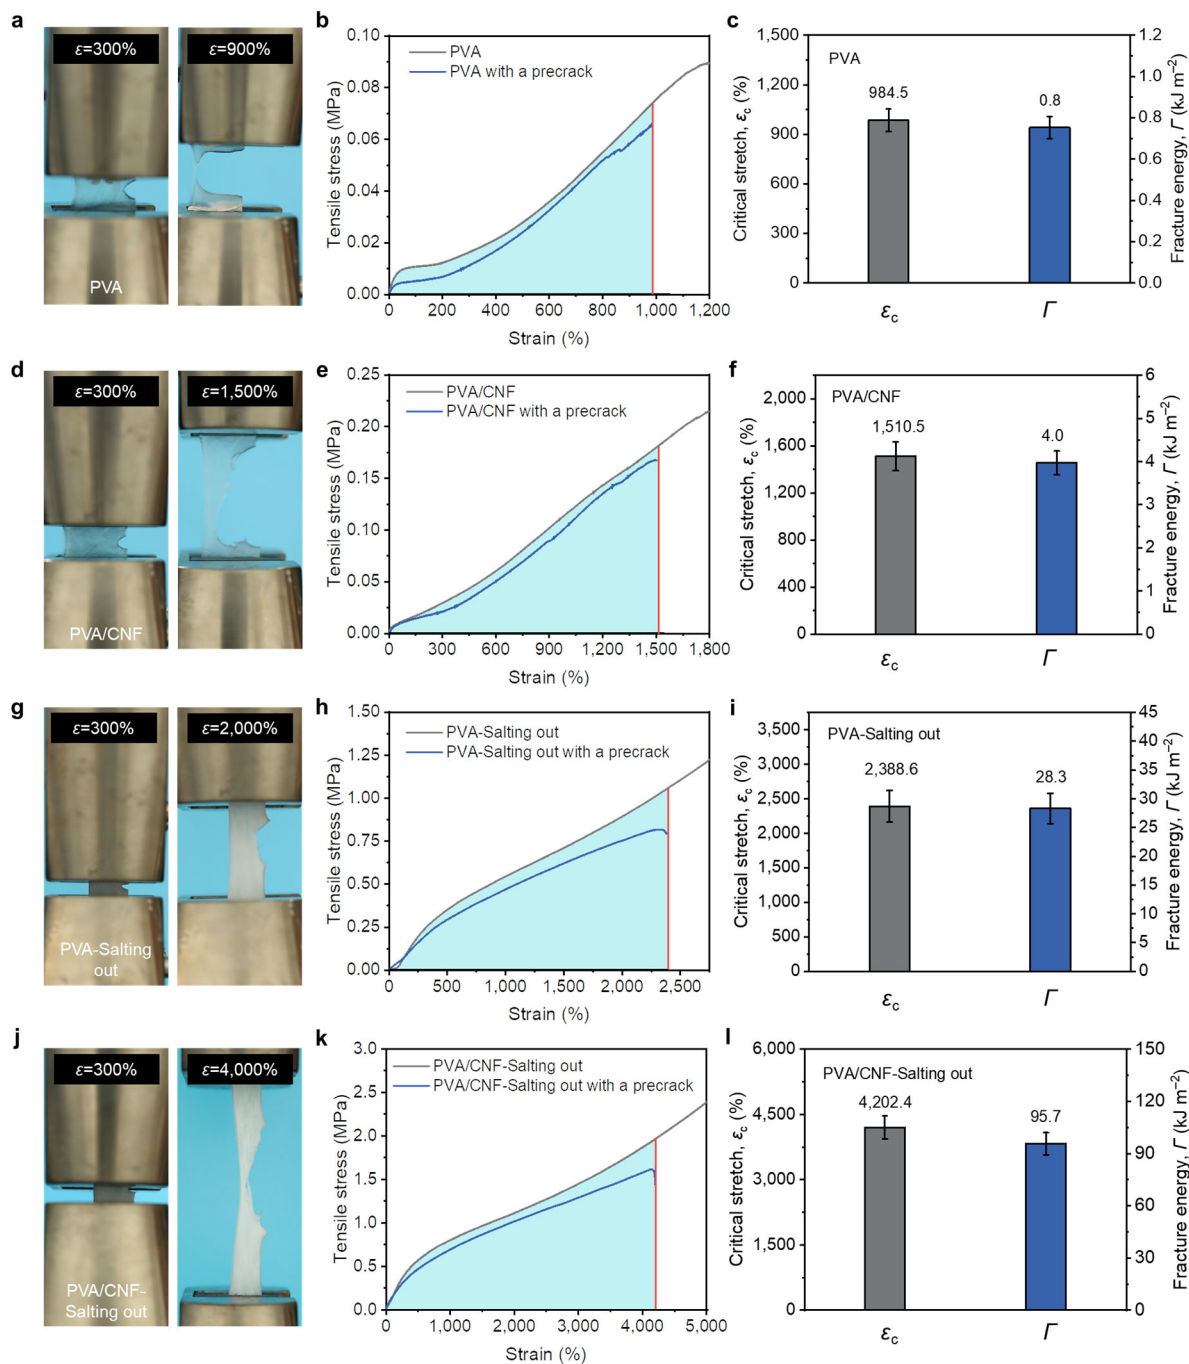 a
ε=300%
ε=900%
PVA
b
PVA
PVA with a precrack
Tensile stress (MPa)
0.10
0.08
0.06
0.04
0.02
0.00
0 200 400 600 800 1,000 1,200
Strain (%)
c
PVA
Critical stretch, εc (%)
1,500
1,200
900
600
300
0
984.5
0.8
εc Γ
1.2
1.0
0.8
0.6
0.4
0.2
0.0
Fracture energy, Γ (kJ m−2)
d
ε=300%
ε=1,500%
PVA/CNF
e
PVA/CNF
PVA/CNF with a precrack
Tensile stress (MPa)
0.25
0.20
0.15
0.10
0.05
0.00
0 300 600 900 1,200 1,500 1,800
Strain (%)
f
PVA/CNF
Critical stretch, εc (%)
2,000
1,600
1,200
800
400
0
1,510.5
4.0
εc Γ
6
5
4
3
2
1
0
Fracture energy, Γ (kJ m−2)
g
ε=300%
ε=2,000%
PVA-Salting
out
h
PVA-Salting out
PVA-Salting out with a precrack
Tensile stress (MPa)
1.50
1.25
1.00
0.75
0.50
0.25
0.00
0 500 1,000 1,500 2,000 2,500
Strain (%)
i
PVA-Salting out
Critical stretch, εc (%)
3,500
3,000
2,500
2,000
1,500
1,000
500
0
2,388.6
28.3
εc Γ
45
40
35
30
25
20
15
10
5
0
Fracture energy, Γ (kJ m−2)
j
ε=300%
ε=4,000%
PVA/CNF-
Salting out
k
PVA/CNF-Salting out
PVA/CNF-Salting out with a precrack
Tensile stress (MPa)
3.0
2.5
2.0
1.5
1.0
0.5
0.0
0 1,000 2,000 3,000 4,000 5,000
Strain (%)
l
PVA/CNF-Salting out
Critical stretch, εc (%)
6,000
4,500
3,000
1,500
0
4,202.4
95.7
εc Γ
150
120
90
60
30
0
Fracture energy, Γ (kJ m−2)